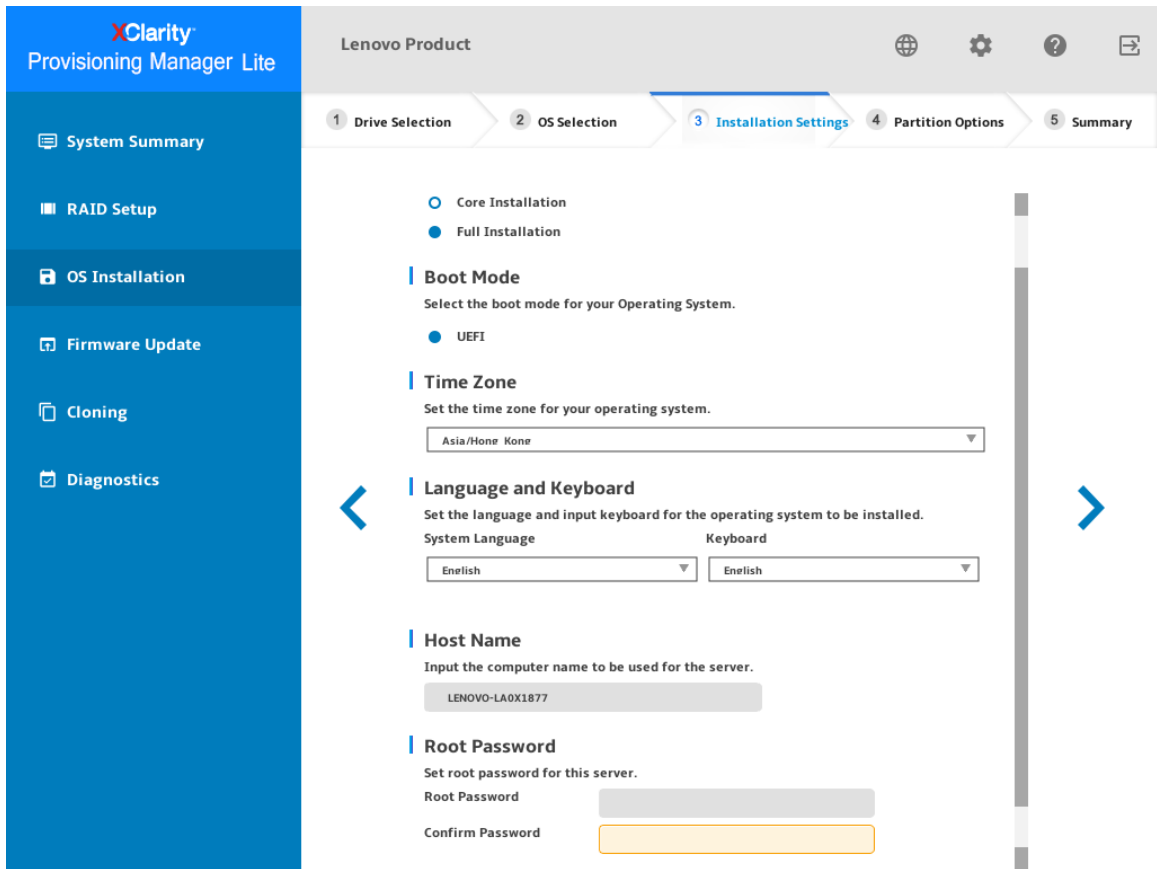 XClarity
Provisioning Manager Lite
Lenovo Product
System Summary
RAID Setup
OS Installation
Firmware Update
Cloning
Diagnostics
1 Drive Selection
2 OS Selection
3 Installation Settings
4 Partition Options
5 Summary
Core Installation
Full Installation
Boot Mode
Select the boot mode for your Operating System.
UEFI
Time Zone
Set the time zone for your operating system.
Asia/Hong Kong
Language and Keyboard
Set the language and input keyboard for the operating system to be installed.
System Language
Keyboard
English
English
Host Name
Input the computer name to be used for the server.
LENOVO-LA0X1877
Root Password
Set root password for this server.
Root Password
Confirm Password